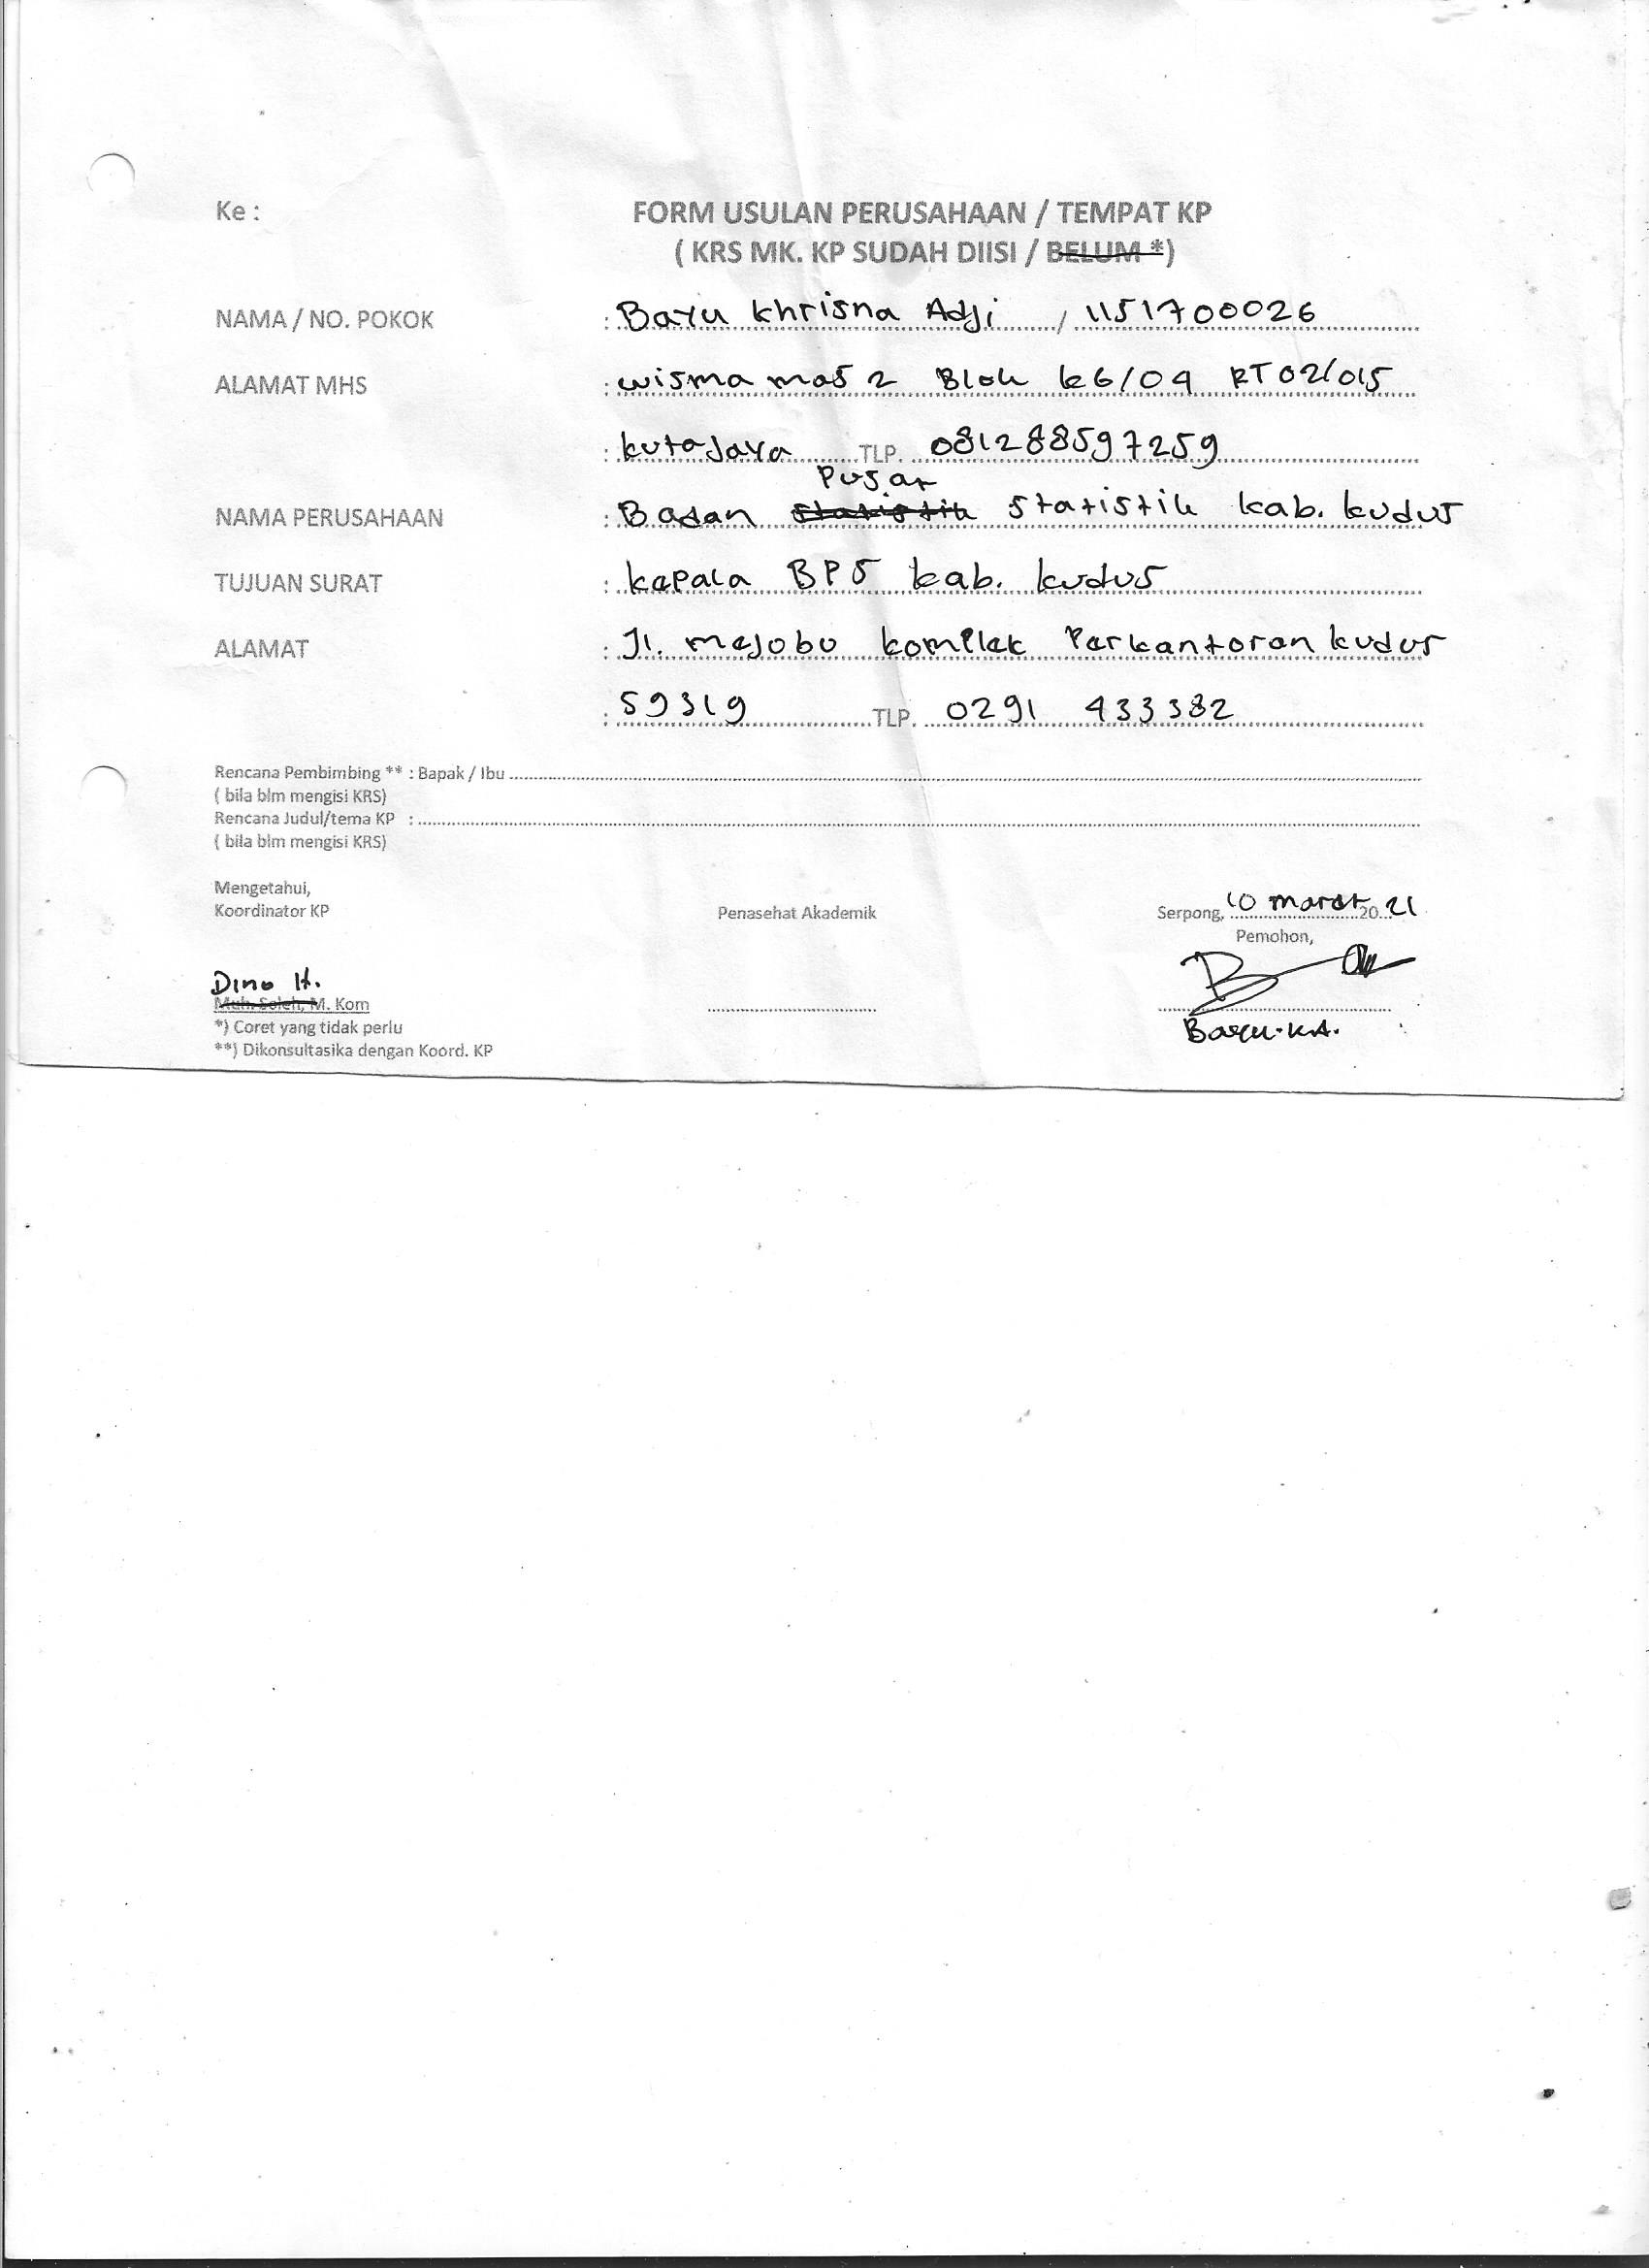 Ke :
FORM USULAN PERUSAHAAN / TEMPAT KP
( KRS MK. KP SUDAH DIISI / BELUM *)
NAMA / NO. POKOK : Bayu Khrisna Adji / 1151700026
ALAMAT MHS : wisma mas 2 Blok k6/09 RT 02/015
: kutaJaya TLP. 081288597259
Pusat
NAMA PERUSAHAAN : Badan Statistik Statistik kab. kudus
TUJUAN SURAT : kepala BPS kab. kudus
ALAMAT : Jl. mejobo komplek Perkantoran kudus
: 59319 TLP. 0291 433382
Rencana Pembimbing ** : Bapak / Ibu
( bila blm mengisi KRS)
Rencana Judul/tema KP :
( bila blm mengisi KRS)
Mengetahui,
Koordinator KP
Penasehat Akademik
Serpong, 10 maret 2021
Pemohon,
Dino H.
Muh. Soleh, M. Kom
*) Coret yang tidak perlu
**) Dikonsultasika dengan Koord. KP
Bayu.K.A.